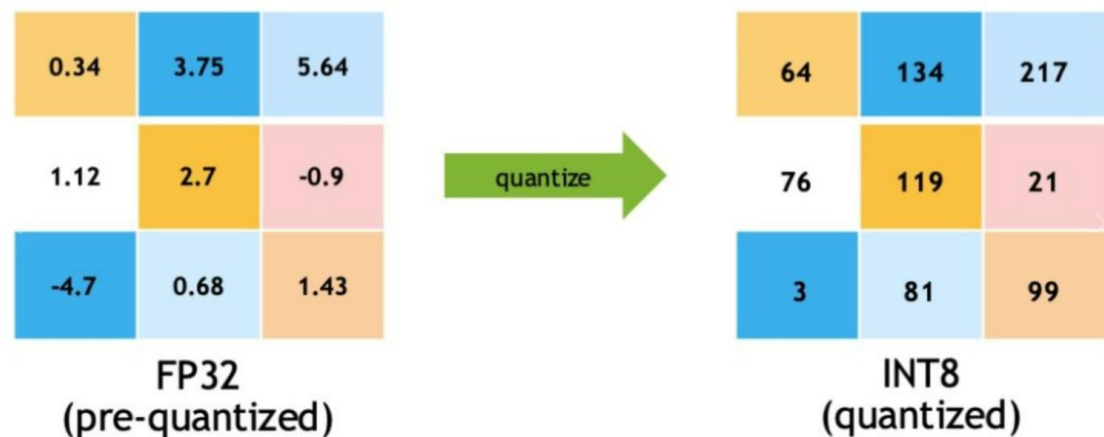 0.34 3.75 5.64
1.12 2.7 -0.9
-4.7 0.68 1.43
FP32
(pre-quantized)
quantize
64 134 217
76 119 21
3 81 99
INT8
(quantized)